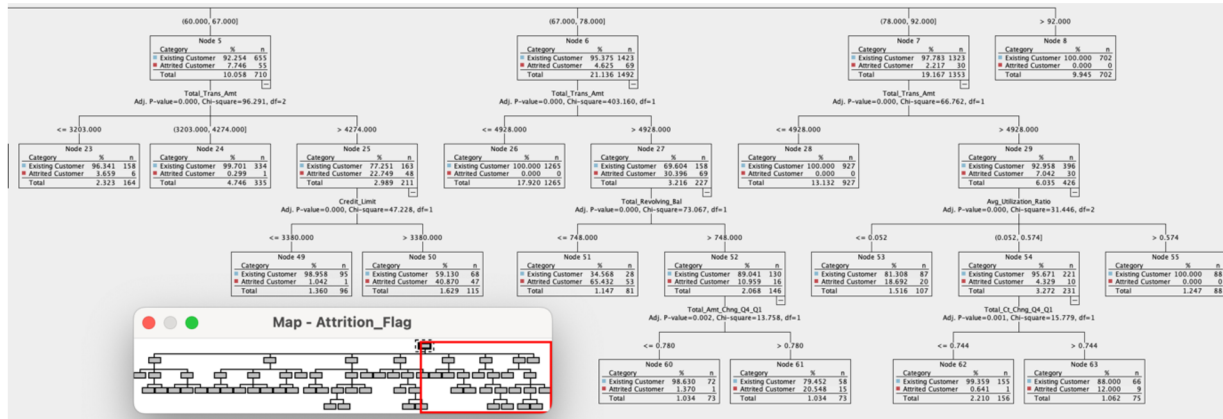 (60.000, 67.000]
(67.000, 78.000]
(78.000, 92.000]
> 92.000
Node 5
Category % n
Existing Customer 92.254 655
Attrited Customer 7.746 55
Total 10.058 710
Total_Trans_Amt
Adj. P-value=0.000, Chi-square=96.291, df=2
Node 6
Category % n
Existing Customer 95.375 1423
Attrited Customer 4.625 69
Total 21.136 1492
Total_Trans_Amt
Adj. P-value=0.000, Chi-square=403.160, df=1
Node 7
Category % n
Existing Customer 97.783 1323
Attrited Customer 2.217 30
Total 19.167 1353
Total_Trans_Amt
Adj. P-value=0.000, Chi-square=66.762, df=1
Node 8
Category % n
Existing Customer 100.000 702
Attrited Customer 0.000 0
Total 9.945 702
<= 3203.000
(3203.000, 4274.000]
> 4274.000
<= 4928.000
> 4928.000
<= 4928.000
> 4928.000
Node 23
Category % n
Existing Customer 96.341 158
Attrited Customer 3.659 6
Total 2.323 164
Node 24
Category % n
Existing Customer 99.701 334
Attrited Customer 0.299 1
Total 4.746 335
Node 25
Category % n
Existing Customer 77.251 163
Attrited Customer 22.749 48
Total 2.989 211
Credit_Limit
Adj. P-value=0.000, Chi-square=47.228, df=1
Node 26
Category % n
Existing Customer 100.000 1265
Attrited Customer 0.000 0
Total 17.920 1265
Node 27
Category % n
Existing Customer 69.604 158
Attrited Customer 30.396 69
Total 3.216 227
Total_Revolving_Bal
Adj. P-value=0.000, Chi-square=73.067, df=1
Node 28
Category % n
Existing Customer 100.000 927
Attrited Customer 0.000 0
Total 13.132 927
Node 29
Category % n
Existing Customer 92.958 396
Attrited Customer 7.042 30
Total 6.035 426
Avg_Utilization_Ratio
Adj. P-value=0.000, Chi-square=31.446, df=2
<= 3380.000
> 3380.000
<= 748.000
> 748.000
<= 0.052
(0.052, 0.574]
> 0.574
Node 49
Category % n
Existing Customer 98.958 95
Attrited Customer 1.042 1
Total 1.360 96
Node 50
Category % n
Existing Customer 59.130 68
Attrited Customer 40.870 47
Total 1.629 115
Node 51
Category % n
Existing Customer 34.568 28
Attrited Customer 65.432 53
Total 1.147 81
Node 52
Category % n
Existing Customer 89.041 130
Attrited Customer 10.959 16
Total 2.068 146
Total_Amt_Chng_Q4_Q1
Adj. P-value=0.002, Chi-square=13.758, df=1
Node 53
Category % n
Existing Customer 81.308 87
Attrited Customer 18.692 20
Total 1.516 107
Node 54
Category % n
Existing Customer 95.671 221
Attrited Customer 4.329 10
Total 3.272 231
Total_Ct_Chng_Q4_Q1
Adj. P-value=0.001, Chi-square=15.779, df=1
Node 55
Category %
Existing Customer 100.000 88
Attrited Customer 0.000 0
Total 1.247 88
<= 0.780
> 0.780
<= 0.744
> 0.744
Node 60
Category % n
Existing Customer 98.630 72
Attrited Customer 1.370 1
Total 1.034 73
Node 61
Category % n
Existing Customer 79.452 58
Attrited Customer 20.548 15
Total 1.034 73
Node 62
Category % n
Existing Customer 99.359 155
Attrited Customer 0.641 1
Total 2.210 156
Node 63
Category % n
Existing Customer 88.000 66
Attrited Customer 12.000 9
Total 1.062 75
Map - Attrition_Flag